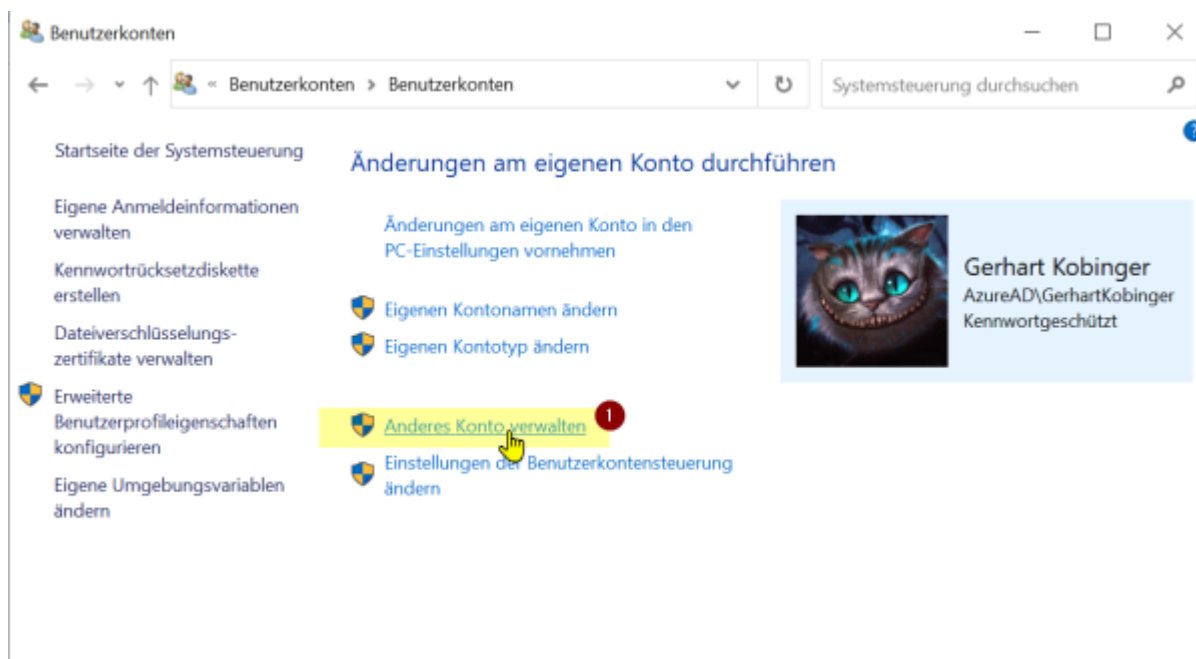 Benutzerkonten
« Benutzerkonten > Benutzerkonten
Systemsteuerung durchsuchen
Startseite der Systemsteuerung
Eigene Anmeldeinformationen
verwalten
Kennwortrücksetzdiskette
erstellen
Dateiverschlüsselungs-
zertifikate verwalten
Erweiterte
Benutzerprofileigenschaften
konfigurieren
Eigene Umgebungsvariablen
ändern
Änderungen am eigenen Konto durchführen
Änderungen am eigenen Konto in den
PC-Einstellungen vornehmen
Eigenen Kontonamen ändern
Eigenen Kontotyp ändern
Anderes Konto verwalten
1
Einstellungen der Benutzerkontensteuerung
ändern
Gerhart Kobinger
AzureAD\GerhartKobinger
Kennwortgeschützt